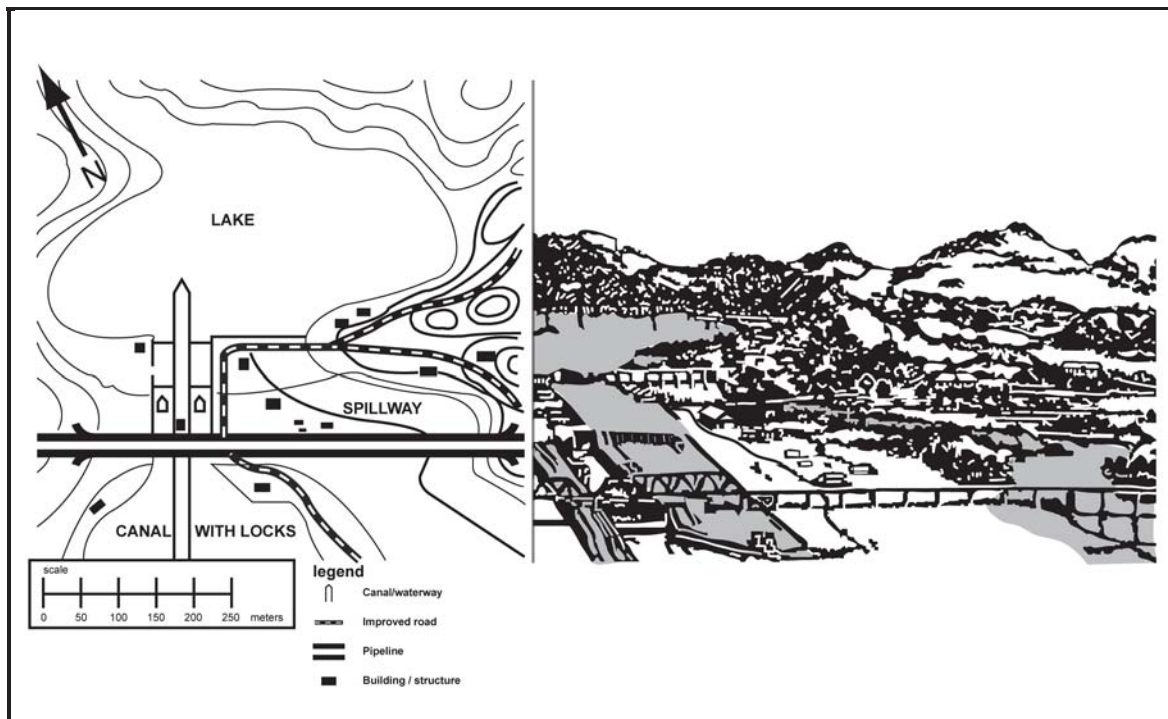 N
LAKE
SPILLWAY
CANAL WITH LOCKS
scale
0 50 100 150 200 250 meters
legend
Canal/waterway
Improved road
Pipeline
Building / structure